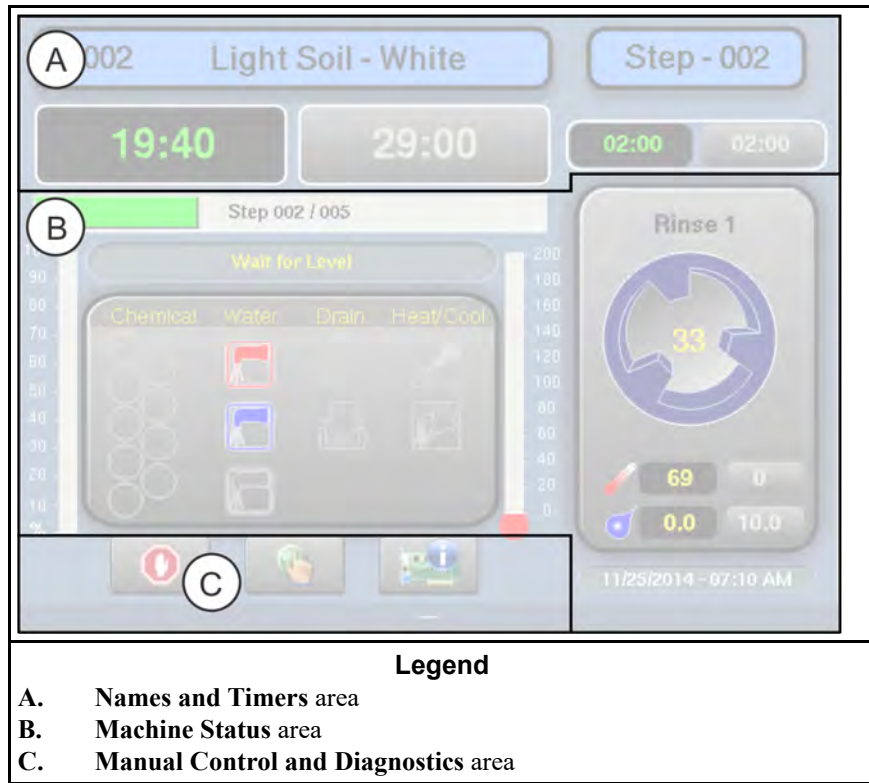 A
002 Light Soil - White
Step - 002
19:40
29:00
02:00
02:00
B
Step 002 / 005
Wait for Level
Rinse 1
90
80
70
60
50
40
30
20
10
%
200
180
160
140
120
100
80
60
40
20
0
Chemical Water Drain Heat/Cool
33
69
0
0.0
10.0
C
11/25/2014 - 07:10 AM
Legend
A. Names and Timers area
B. Machine Status area
C. Manual Control and Diagnostics area